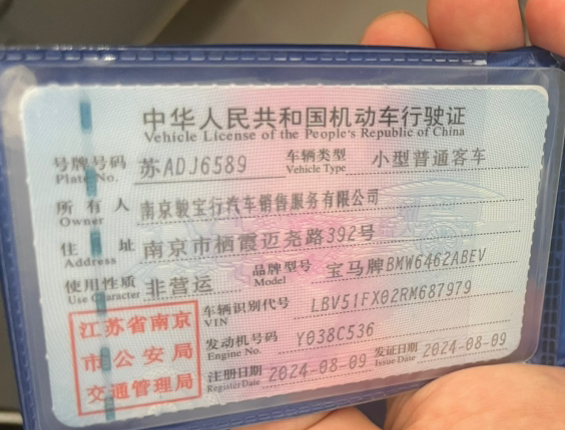 中华人民共和国机动车行驶证
Vehicle License of the People's Republic of China
号牌号码 苏ADJ6589 车辆类型 小型普通客车
Plate No. Vehicle Type
所有人 南京骏宝行汽车销售服务有限公司
Owner
住址 南京市栖霞迈尧路392号
Address
使用性质 非营运 品牌型号 宝马牌BMW6462ABEV
Use Character Model
车辆识别代号 LBV51FX02RM687979
VIN
发动机号码 Y038C536
Engine No.
注册日期 2024-08-09 发证日期 2024-08-09
Register Date Issue Date
江苏省南京
市公安局
交通管理局